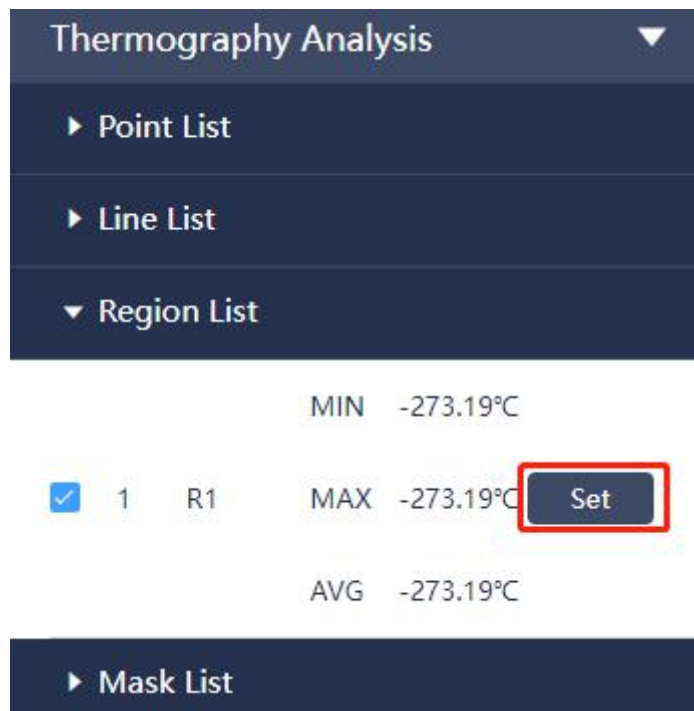 Thermography Analysis
Point List
Line List
Region List
MIN -273.19℃
1 R1 MAX -273.19℃ Set
AVG -273.19℃
Mask List